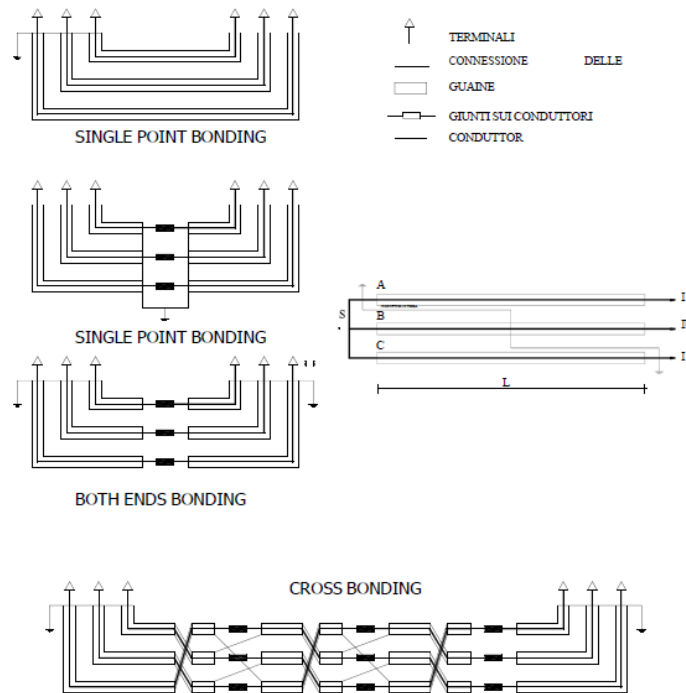 TERMINALI
CONNESSIONE DELLE
GUAINE
GIUNTI SUI CONDUTTORI
CONDUTTOR
SINGLE POINT BONDING
SINGLE POINT BONDING
A
S
B
C
I
I
I
L
BOTH ENDS BONDING
CROSS BONDING